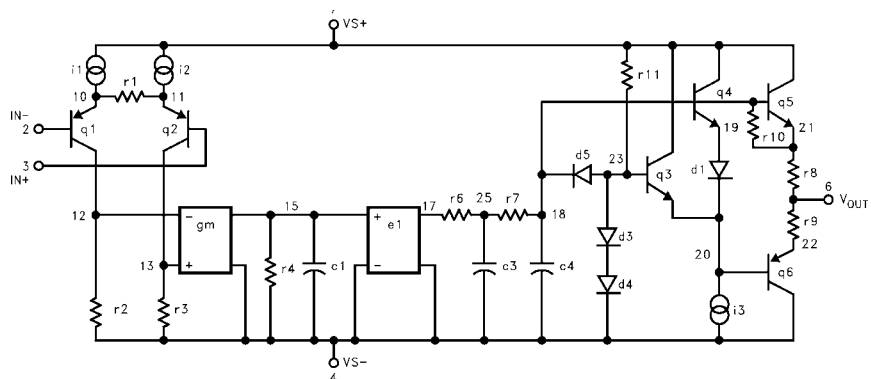 VS+
i1
i2
r11
10
r1
11
q4
q5
IN-
2
q1
q2
19
r10
21
3
IN+
d5
23
q3
d1
r8
6
VOUT
12
gm
-
+
15
+
e1
-
17
r6
25
r7
18
r9
22
13
r4
c1
c3
c4
d3
20
q6
r2
r3
d4
i3
VS-